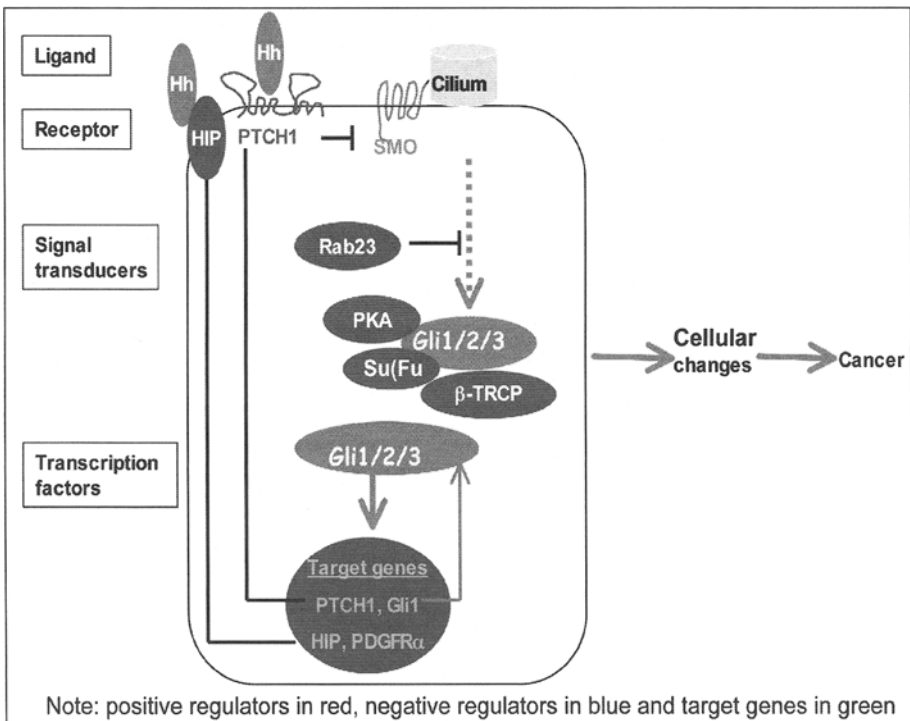 Ligand
Hh
Hh
Cilium
Receptor
HIP
PTCH1
SMO
Signal
transducers
Rab23
PKA
Gli1/2/3
Su(Fu
β-TRCP
Cellular
changes
Cancer
Transcription
factors
Gli1/2/3
Target genes
PTCH1, Gli1
HIP, PDGFRα
Note: positive regulators in red, negative regulators in blue and target genes in green